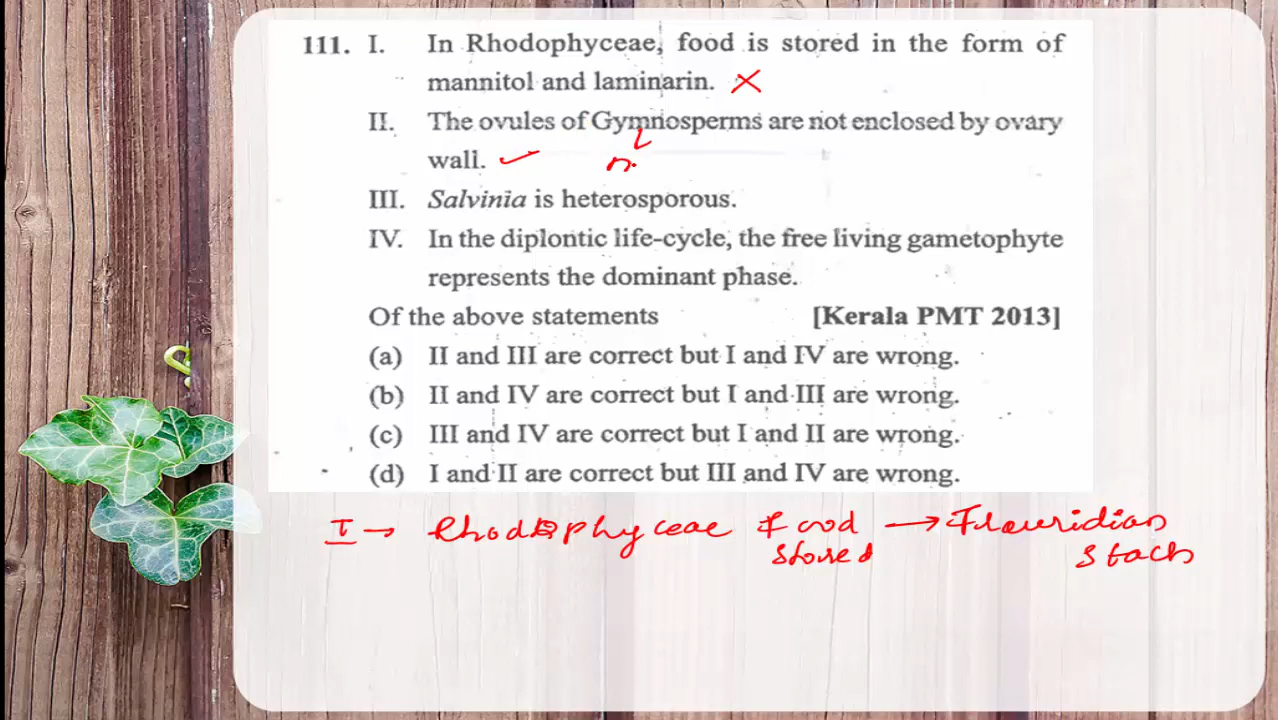 111. I. In Rhodophyceae, food is stored in the form of
mannitol and laminarin. ✗
II. The ovules of Gymnosperms are not enclosed by ovary
wall. ✓
III. Salvinia is heterosporous.
IV. In the diplontic life-cycle, the free living gametophyte
represents the dominant phase.
Of the above statements [Kerala PMT 2013]
(a) II and III are correct but I and IV are wrong.
(b) II and IV are correct but I and III are wrong.
(c) III and IV are correct but I and II are wrong.
(d) I and II are correct but III and IV are wrong.
I → Rhodophyceae food →
stored